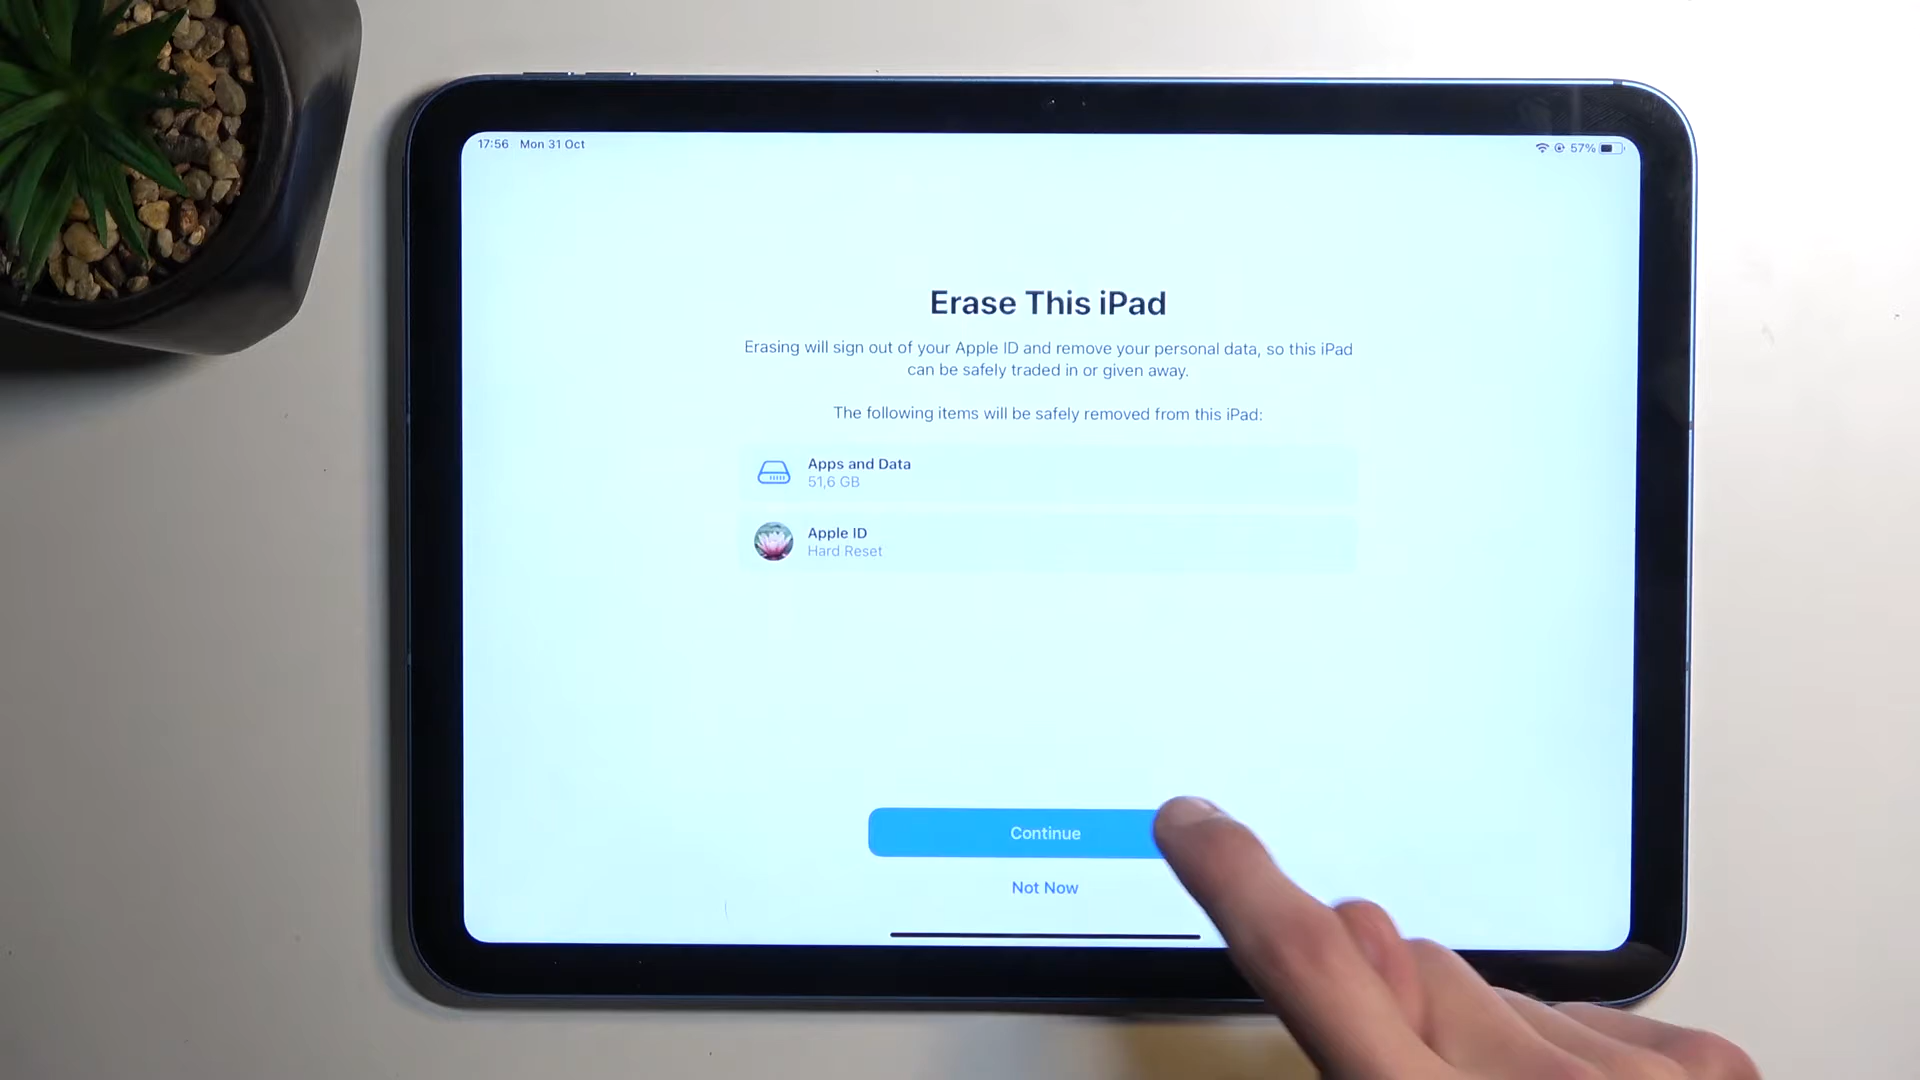 17:56 Mon 31 Oct
57%
Erase This iPad
Erasing will sign out of your Apple ID and remove your personal data, so this iPad
can be safely traded in or given away.
The following items will be safely removed from this iPad:
Apps and Data
51,6 GB
Apple ID
Hard Reset
Continue
Not Now